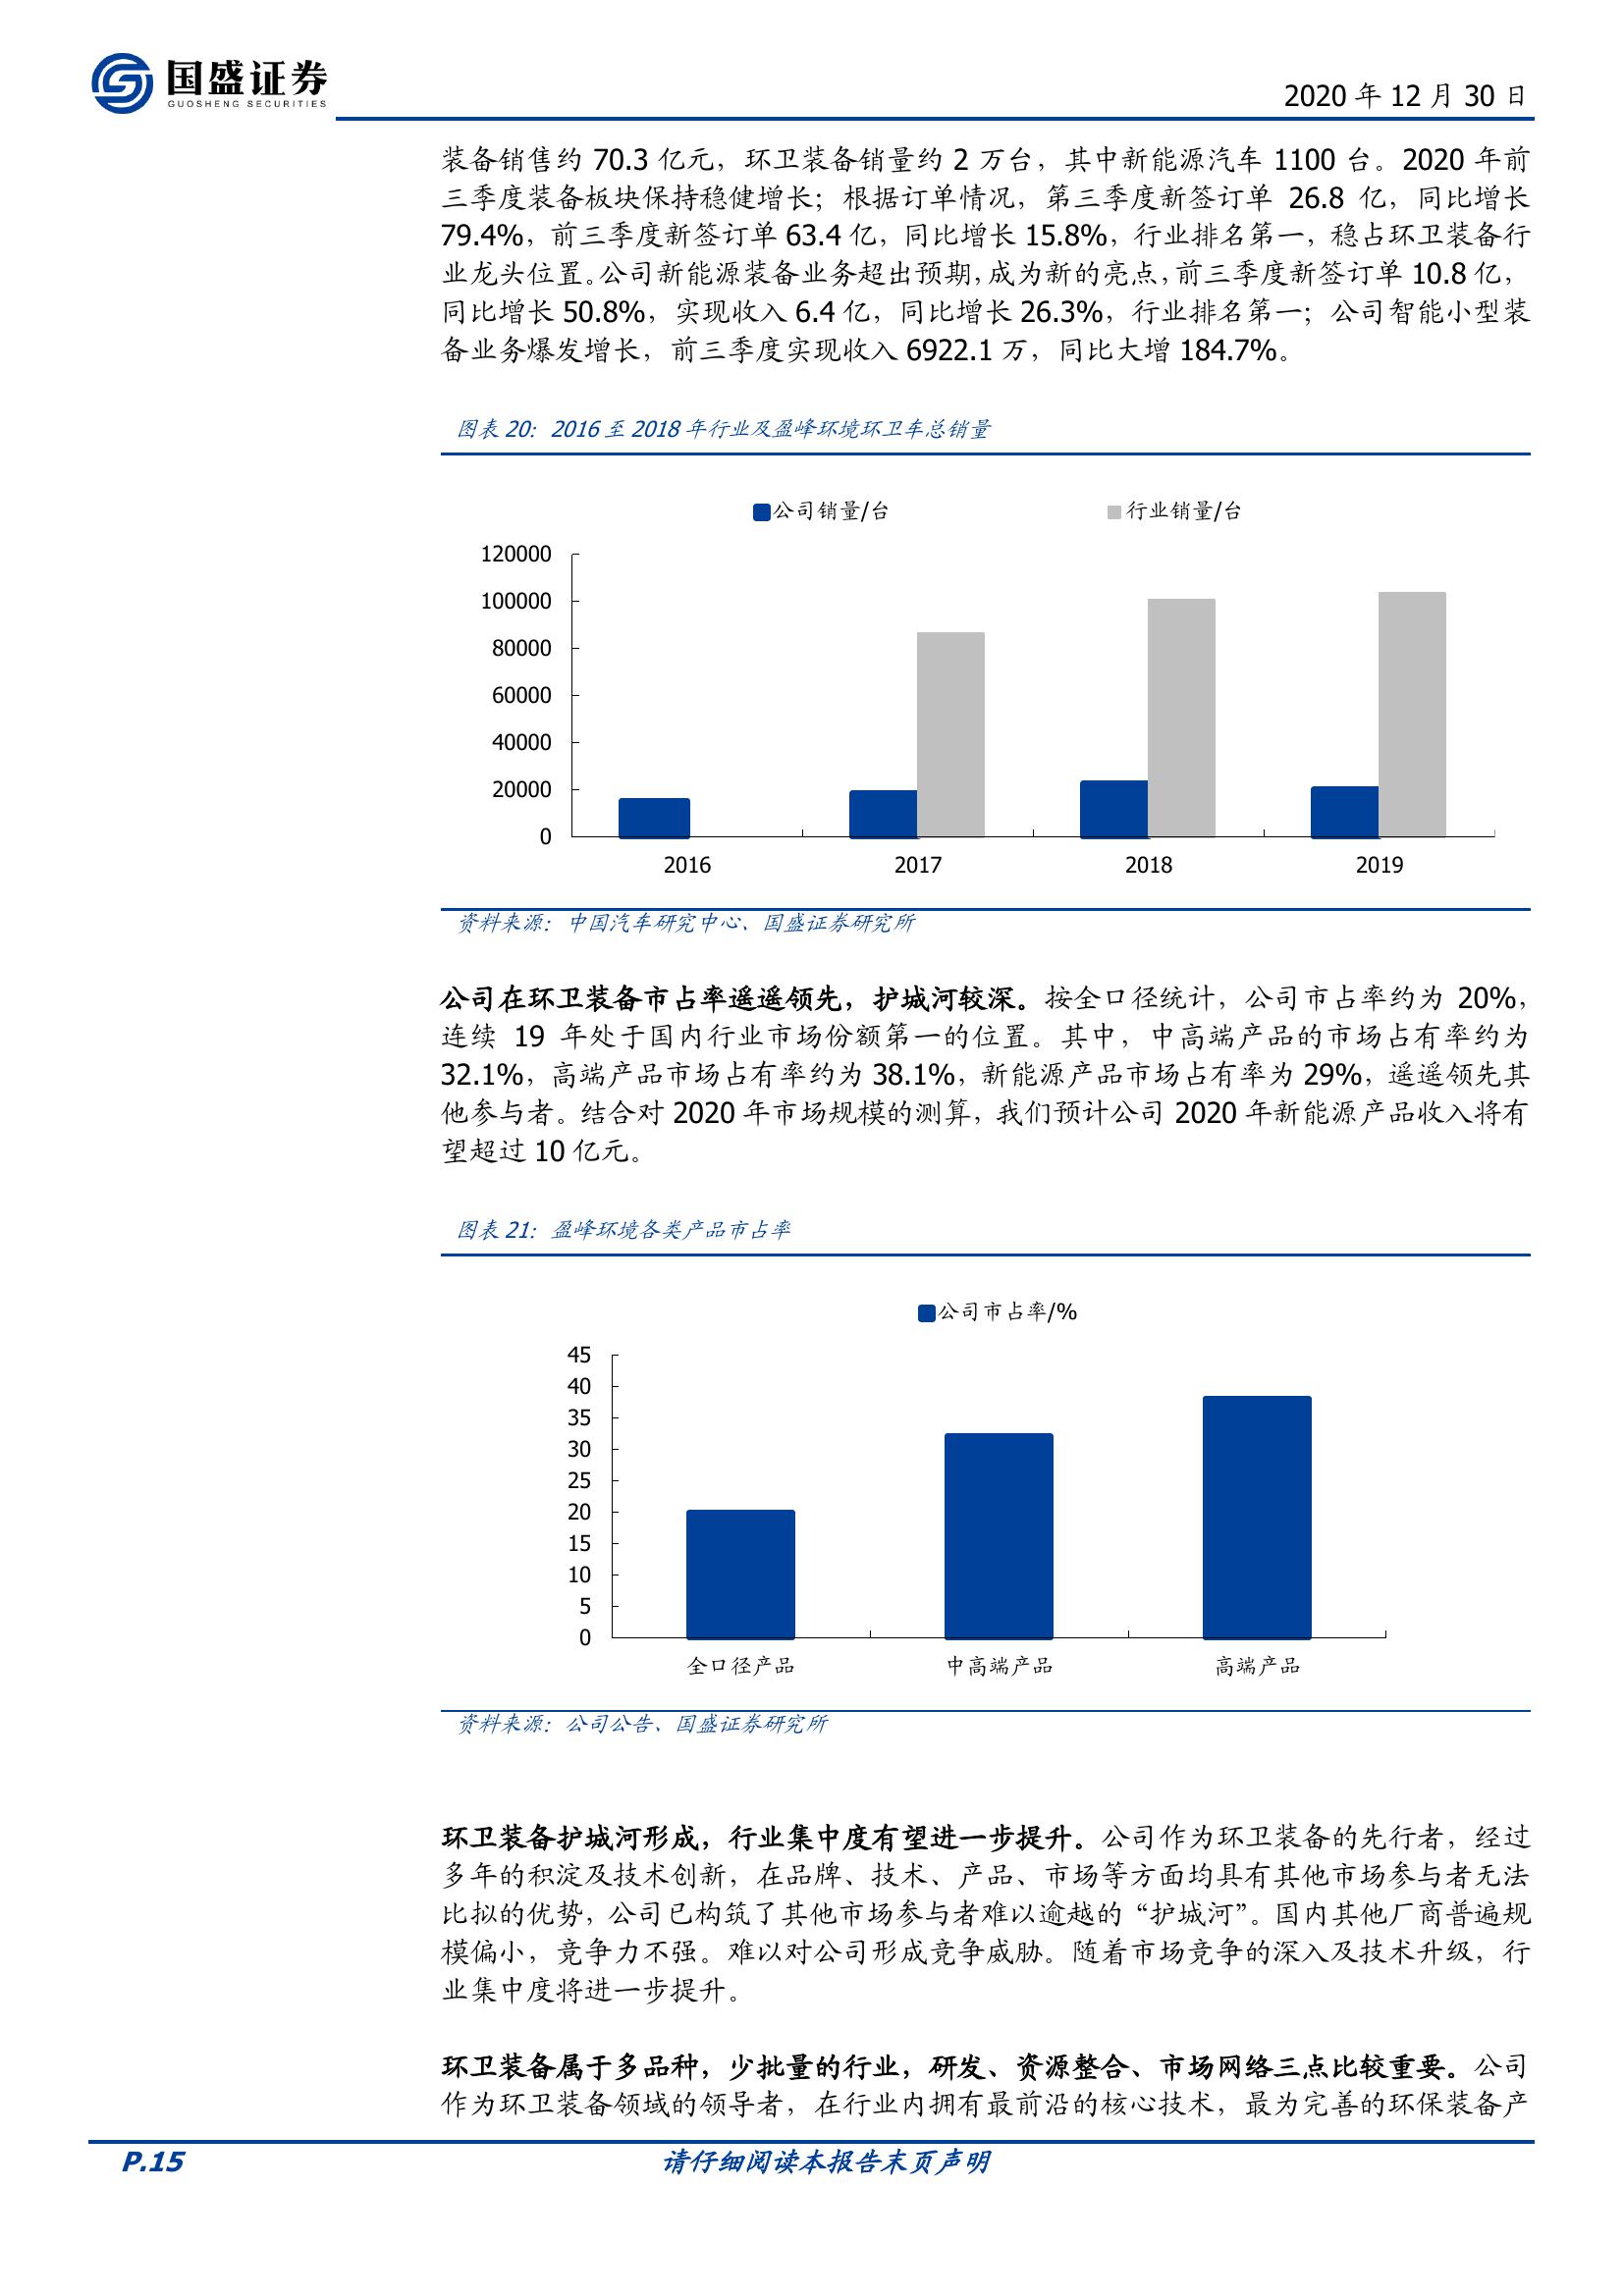 国盛证券
GUOSHENG SECURITIES
2020 年 12 月 30 日
装备销售约 70.3 亿元，环卫装备销量约 2 万台，其中新能源汽车 1100 台。2020 年前
三季度装备板块保持稳健增长；根据订单情况，第三季度新签订单 26.8 亿，同比增长
79.4%，前三季度新签订单 63.4 亿，同比增长 15.8%，行业排名第一，稳占环卫装备行
业龙头位置。公司新能源装备业务超出预期，成为新的亮点，前三季度新签订单 10.8 亿，
同比增长 50.8%，实现收入 6.4 亿，同比增长 26.3%，行业排名第一；公司智能小型装
备业务爆发增长，前三季度实现收入 6922.1 万，同比大增 184.7%。
图表 20：2016 至 2018 年行业及盈峰环境环卫车总销量
公司销量/台 行业销量/台
120000
100000
80000
60000
40000
20000
0
2016 2017 2018 2019
资料来源：中国汽车研究中心、国盛证券研究所
公司在环卫装备市占率遥遥领先，护城河较深。按全口径统计，公司市占率约为 20%，
连续 19 年处于国内行业市场份额第一的位置。其中，中高端产品的市场占有率约为
32.1%，高端产品市场占有率约为 38.1%，新能源产品市场占有率为 29%，遥遥领先其
他参与者。结合对 2020 年市场规模的测算，我们预计公司 2020 年新能源产品收入将有
望超过 10 亿元。
图表 21：盈峰环境各类产品市占率
公司市占率/%
45
40
35
30
25
20
15
10
5
0
全口径产品 中高端产品 高端产品
资料来源：公司公告、国盛证券研究所
环卫装备护城河形成，行业集中度有望进一步提升。公司作为环卫装备的先行者，经过
多年的积淀及技术创新，在品牌、技术、产品、市场等方面均具有其他市场参与者无法
比拟的优势，公司已构筑了其他市场参与者难以逾越的“护城河”。国内其他厂商普遍规
模偏小，竞争力不强。难以对公司形成竞争威胁。随着市场竞争的深入及技术升级，行
业集中度将进一步提升。
环卫装备属于多品种，少批量的行业，研发、资源整合、市场网络三点比较重要。公司
作为环卫装备领域的领导者，在行业内拥有最前沿的核心技术，最为完善的环保装备产
P.15
请仔细阅读本报告末页声明